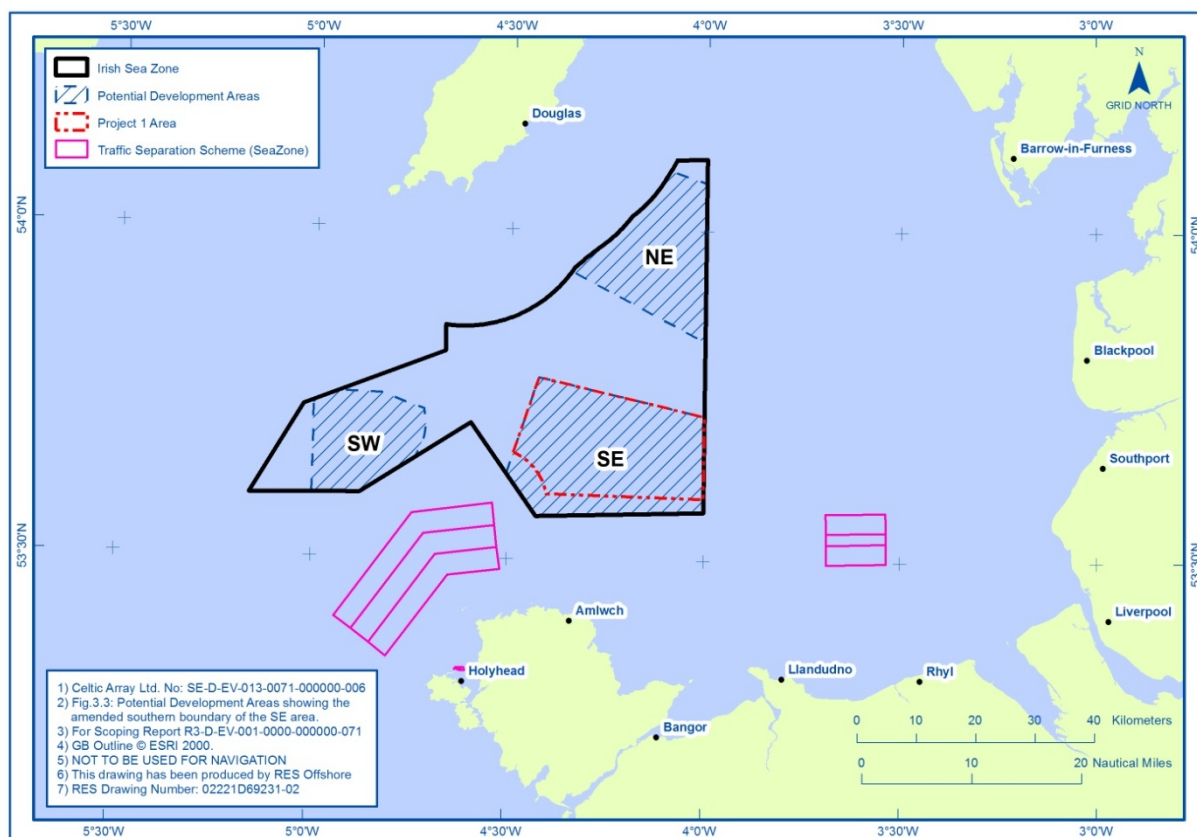 5°30'W 5°0'W 4°30'W 4°0'W 3°30'W 3°0'W
Irish Sea Zone
Potential Development Areas
Project 1 Area
Traffic Separation Scheme (SeaZone)
N
GRID NORTH
Douglas
Barrow-in-Furness
54°0'N
54°0'N
NE
Blackpool
SW
SE
Southport
53°30'N
53°30'N
Amlwch
Liverpool
Holyhead
Llandudno
Rhyl
Bangor
1) Celtic Array Ltd. No: SE-D-EV-013-0071-000000-006
2) Fig.3.3: Potential Development Areas showing the
amended southern boundary of the SE area.
3) For Scoping Report R3-D-EV-001-0000-000000-071
4) GB Outline © ESRI 2000.
5) NOT TO BE USED FOR NAVIGATION
6) This drawing has been produced by RES Offshore
7) RES Drawing Number: 02221D69231-02
0 10 20 30 40 Kilometers
0 10 20 Nautical Miles
5°30'W 5°0'W 4°30'W 4°0'W 3°30'W 3°0'W